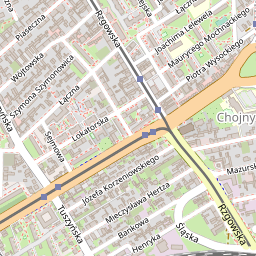 Piaseczna
Rzgowska
Joachima Lelewela
Maurycego Mochnackiego
Wójtowska
Szymona Szymonowica
Łączna
Łączna
Piotra Wysockiego
Lokatorska
Sejmowa
Chojny
Józefa Korzeniowskiego
Mazurska
Tuszyńska
Mieczysława Hertza
Rzgowska
Bankowa
Śląska
Henryka